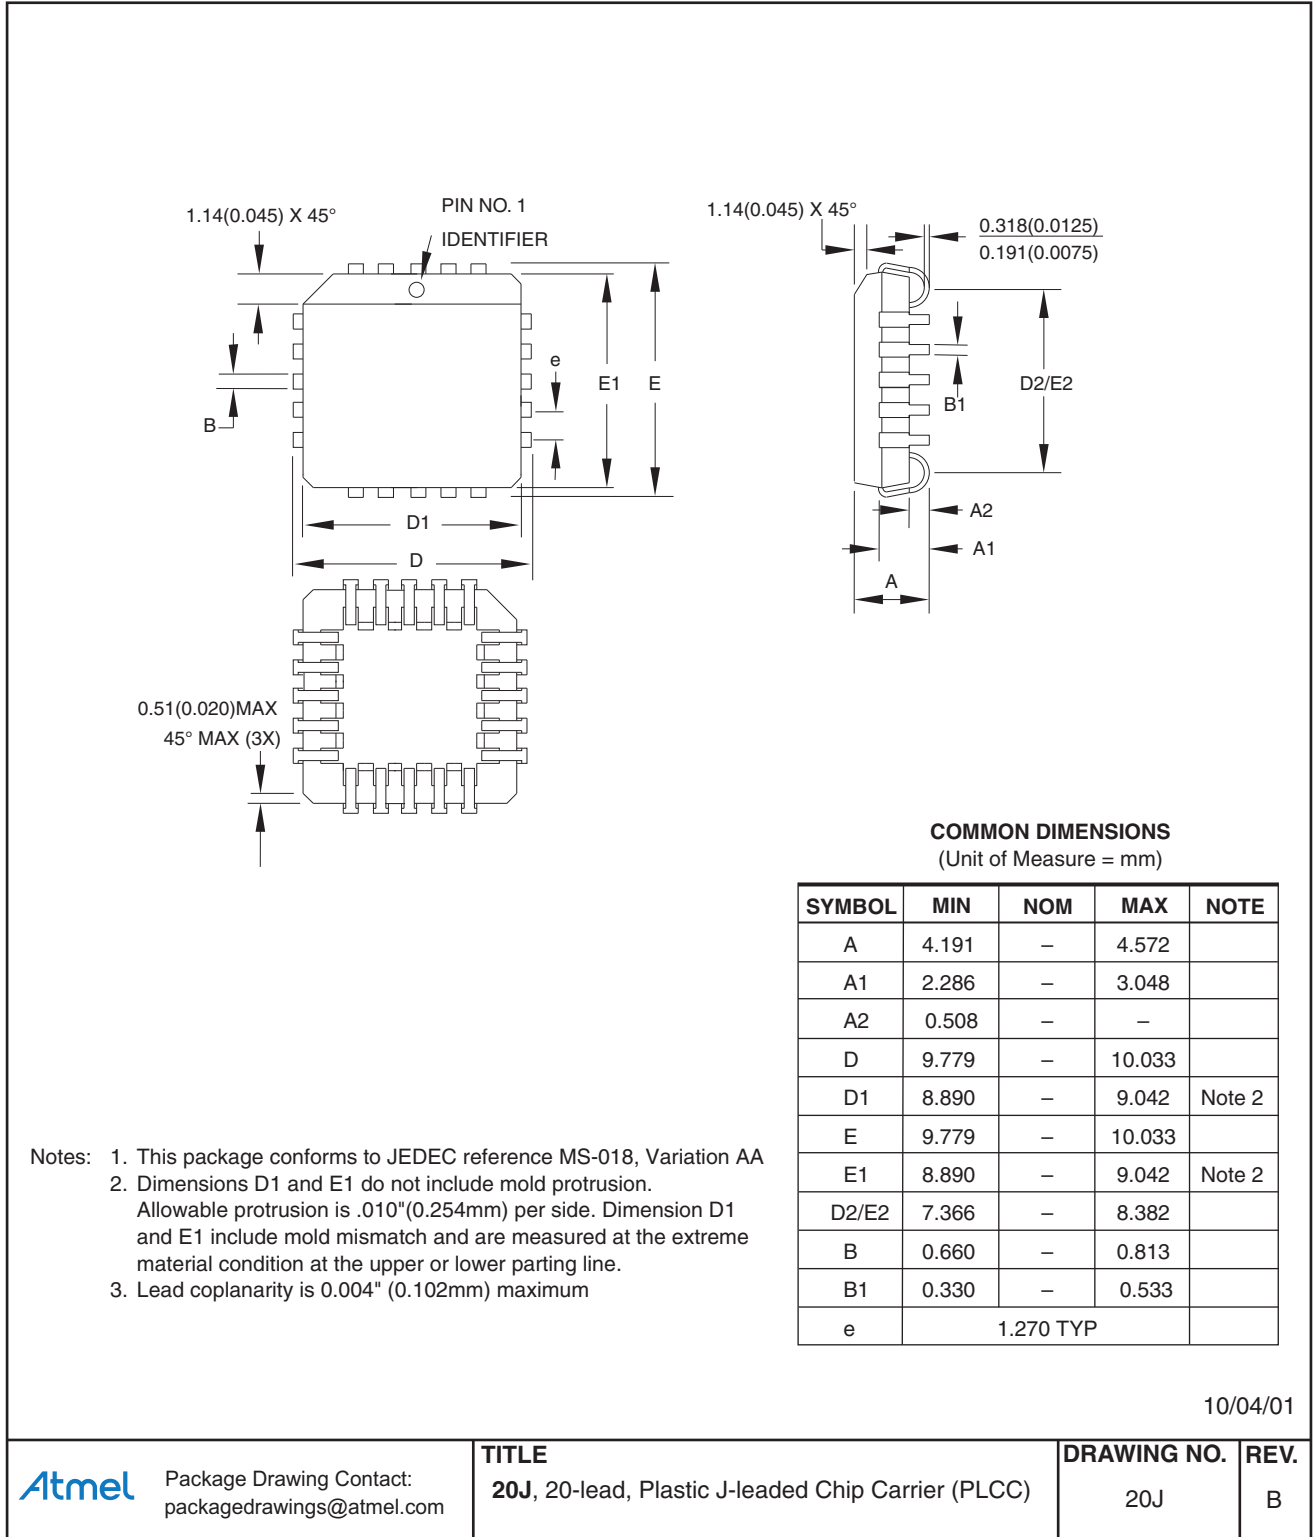 1.14(0.045) X 45°
PIN NO. 1
IDENTIFIER
1.14(0.045) X 45°
0.318(0.0125)
0.191(0.0075)
e
E1
E
B
D1
D
B1
D2/E2
A2
A1
A
0.51(0.020)MAX
45° MAX (3X)
COMMON DIMENSIONS
(Unit of Measure = mm)
SYMBOL MIN NOM MAX NOTE
A 4.191 – 4.572
A1 2.286 – 3.048
A2 0.508 – –
D 9.779 – 10.033
D1 8.890 – 9.042 Note 2
E 9.779 – 10.033
E1 8.890 – 9.042 Note 2
D2/E2 7.366 – 8.382
B 0.660 – 0.813
B1 0.330 – 0.533
e 1.270 TYP
Notes: 1. This package conforms to JEDEC reference MS-018, Variation AA
2. Dimensions D1 and E1 do not include mold protrusion.
Allowable protrusion is .010"(0.254mm) per side. Dimension D1
and E1 include mold mismatch and are measured at the extreme
material condition at the upper or lower parting line.
3. Lead coplanarity is 0.004" (0.102mm) maximum
10/04/01
Atmel
Package Drawing Contact:
packagedrawings@atmel.com
TITLE
20J, 20-lead, Plastic J-leaded Chip Carrier (PLCC)
DRAWING NO.
20J
REV.
B